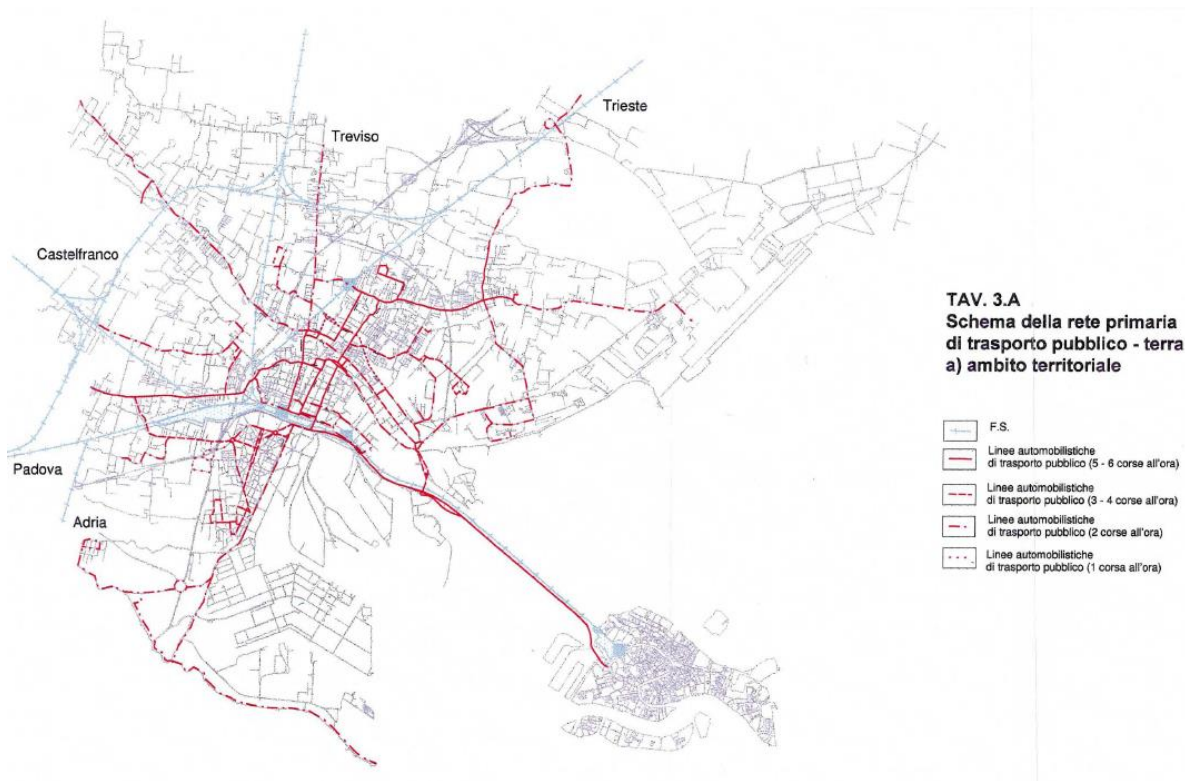 Trieste
Treviso
Castelfranco
Padova
Adria
TAV. 3.A
Schema della rete primaria
di trasporto pubblico - terra
a) ambito territoriale
F.S.
Linee automobilistiche
di trasporto pubblico (5 - 6 corse all'ora)
Linee automobilistiche
di trasporto pubblico (3 - 4 corse all'ora)
Linee automobilistiche
di trasporto pubblico (2 corse all'ora)
Linee automobilistiche
di trasporto pubblico (1 corsa all'ora)